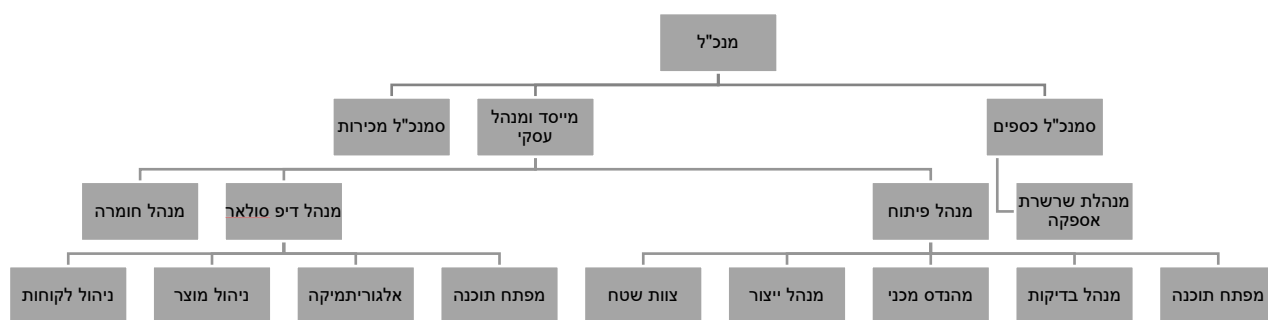 מנכ"ל
סמנכ"ל כספים
מייסד ומנהל
עסקי
סמנכ"ל מכירות
מנהלת שרשרת
אספקה
מנהל פיתוח
מנהל דיפ סולאר
מנהל חומרה
מפתח תוכנה
מנהל בדיקות
מהנדס מכני
מנהל ייצור
צוות שטח
מפתח תוכנה
אלגוריתמיקה
ניהול מוצר
ניהול לקוחות